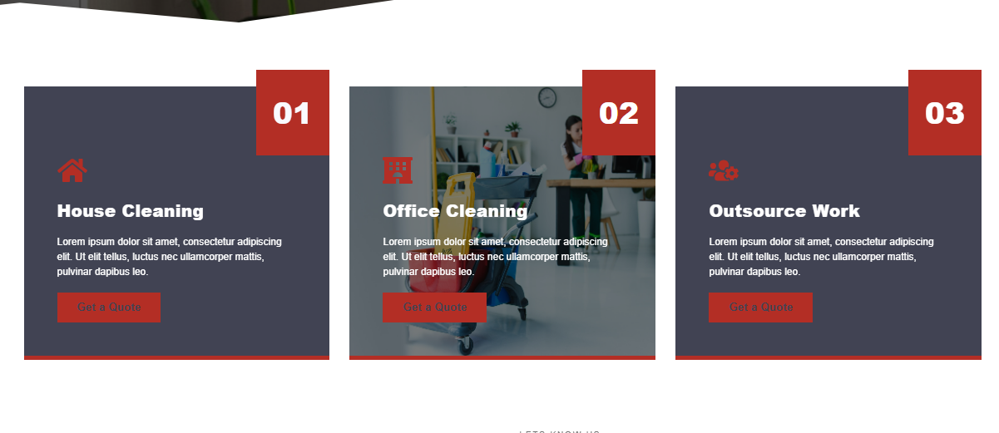 01
House Cleaning
Lorem ipsum dolor sit amet, consectetur adipiscing
elit. Ut elit tellus, luctus nec ullamcorper mattis,
pulvinar dapibus leo.
Get a Quote
02
Office Cleaning
Lorem ipsum dolor sit amet, consectetur adipiscing
elit. Ut elit tellus, luctus nec ullamcorper mattis,
pulvinar dapibus leo.
Get a Quote
03
Outsource Work
Lorem ipsum dolor sit amet, consectetur adipiscing
elit. Ut elit tellus, luctus nec ullamcorper mattis,
pulvinar dapibus leo.
Get a Quote
LETS KNOW US